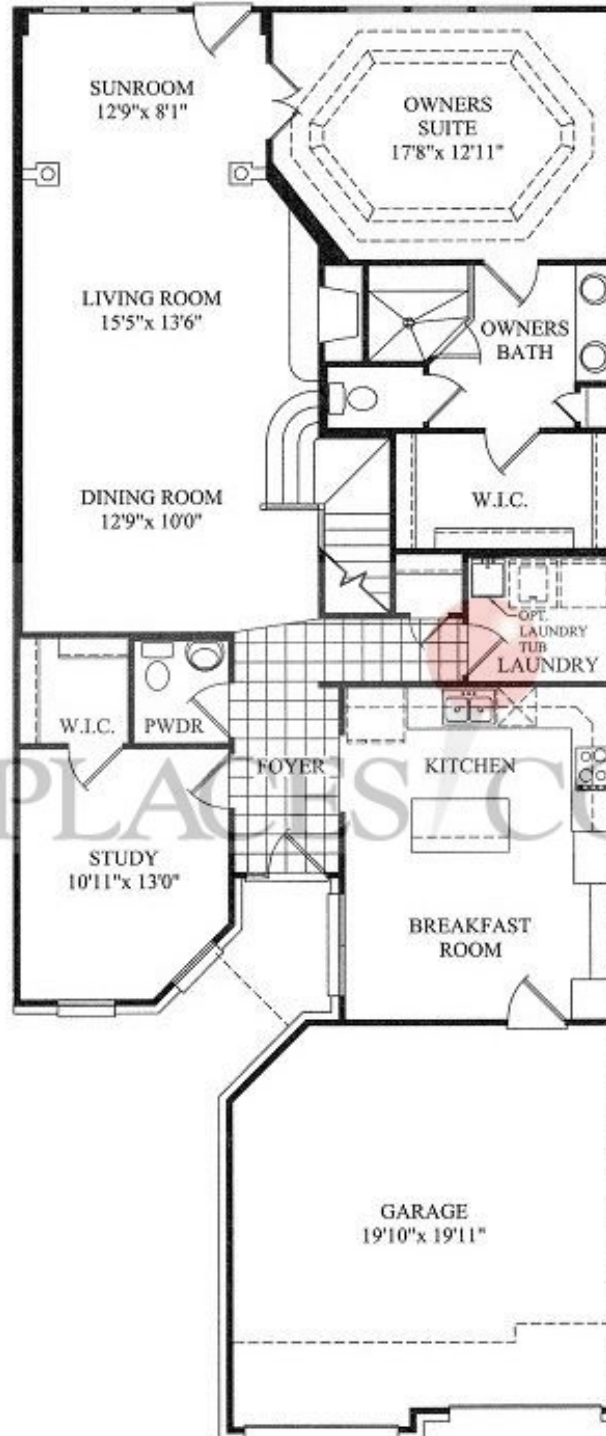 SUNROOM
12'9"x 8'1"
OWNERS
SUITE
17'8"x 12'11"
LIVING ROOM
15'5"x 13'6"
OWNERS
BATH
DINING ROOM
12'9"x 10'0"
W.I.C.
OPT.
LAUNDRY
TUB
LAUNDRY
W.I.C.
PWDR
FOYER
KITCHEN
PLACES
STUDY
10'11"x 13'0"
BREAKFAST
ROOM
GARAGE
19'10"x 19'11"